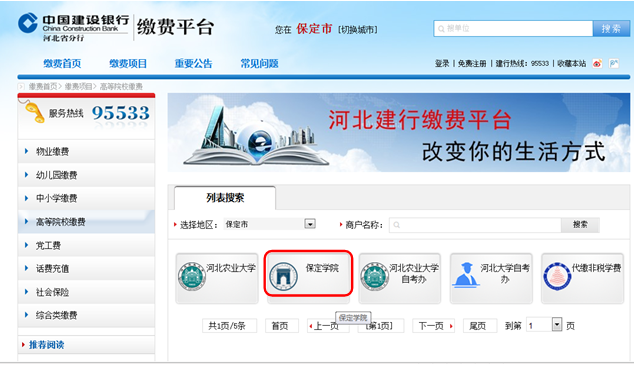 中国建设银行
China Construction Bank
河北省分行
缴费平台
您在 保定市 [切换城市]
搜单位
搜索
缴费首页 缴费项目 重要公告 常见问题
登录 | 免费注册 | 建行热线：95533 | 收藏本站
缴费首页> 缴费项目> 高等院校缴费
服务热线 95533
物业缴费
幼儿园缴费
中小学缴费
高等院校缴费
党工费
话费充值
社会保险
综合类缴费
推荐阅读
河北建行缴费平台
改变你的生活方式
列表搜索
选择地区： 保定市
商户名称：
搜索
河北农业大学
保定学院
河北农业大学自考办
河北大学自考办
代缴非税学费
共1页/5条 首页 上一页 [第1页] 下一页 尾页 到第 1 页
保定学院